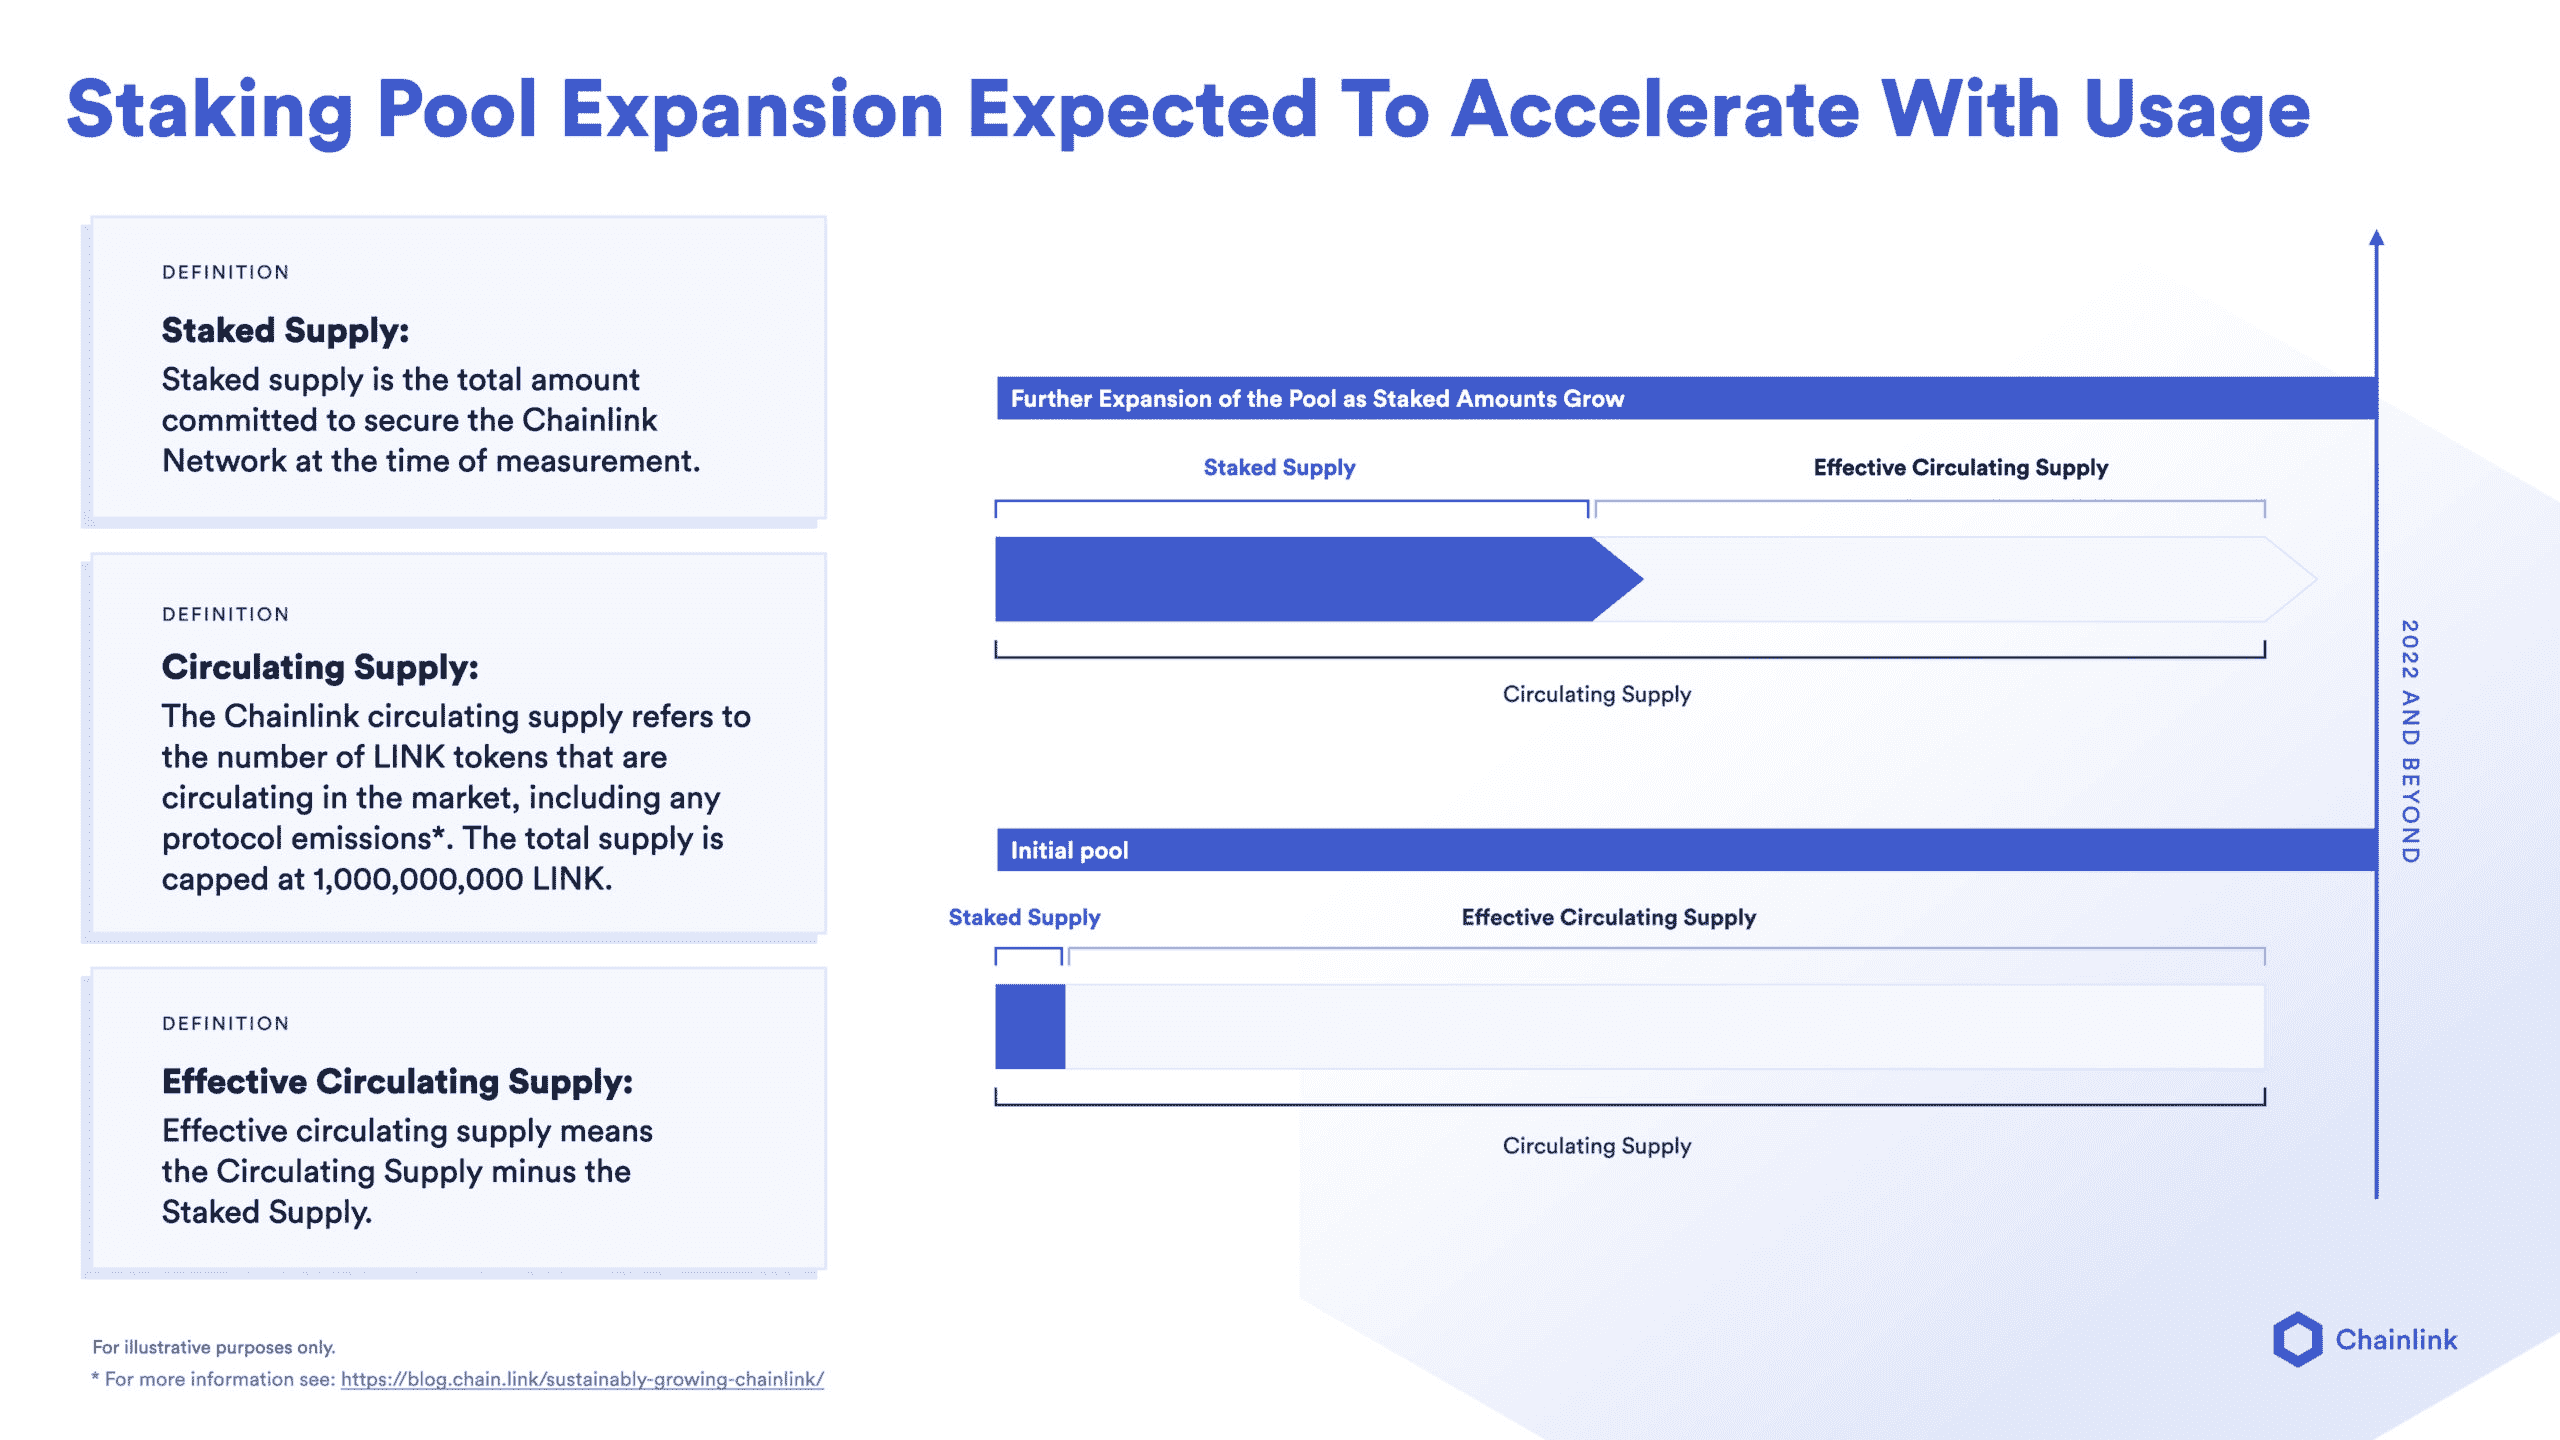 Staking Pool Expansion Expected To Accelerate With Usage
DEFINITION
Staked Supply:
Staked supply is the total amount
committed to secure the Chainlink
Network at the time of measurement.
DEFINITION
Circulating Supply:
The Chainlink circulating supply refers to
the number of LINK tokens that are
circulating in the market, including any
protocol emissions*. The total supply is
capped at 1,000,000,000 LINK.
DEFINITION
Effective Circulating Supply:
Effective circulating supply means
the Circulating Supply minus the
Staked Supply.
For illustrative purposes only.
* For more information see: https://blog.chain.link/sustainably-growing-chainlink/
Further Expansion of the Pool as Staked Amounts Grow
Staked Supply
Effective Circulating Supply
Circulating Supply
Initial pool
Staked Supply
Effective Circulating Supply
Circulating Supply
2022 AND BEYOND
Chainlink